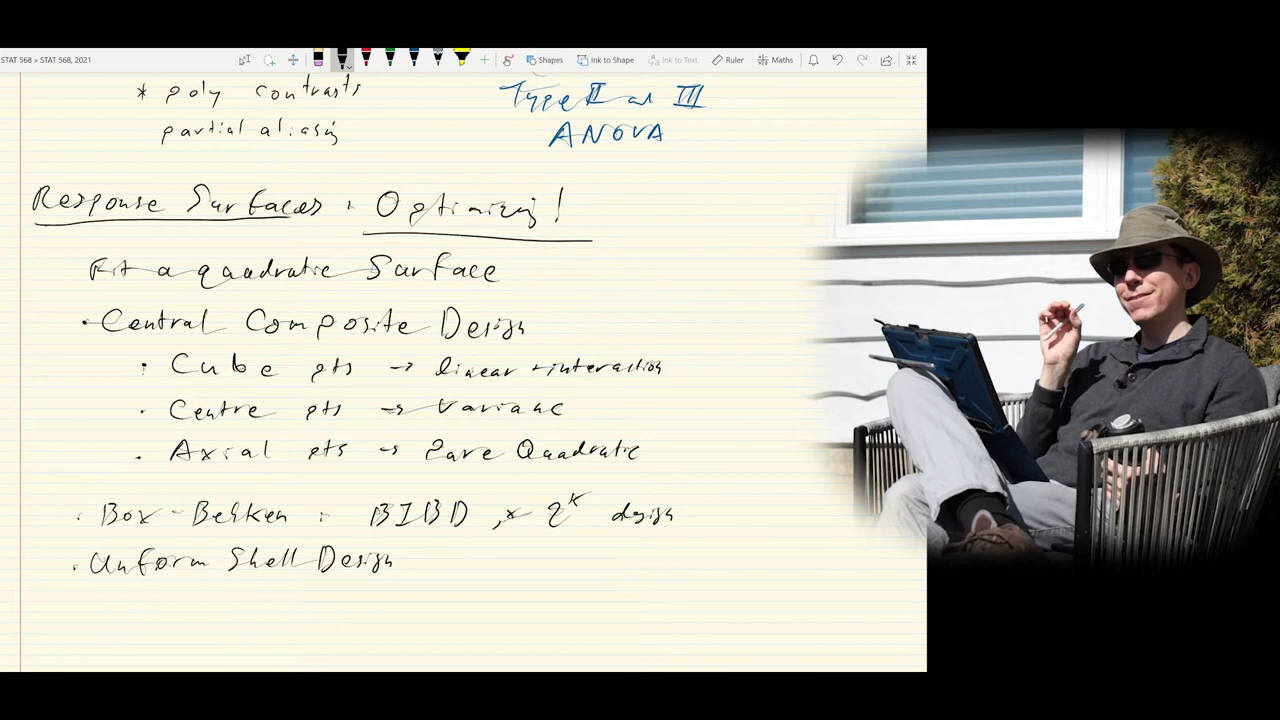 STAT 568 » STAT 568, 2021
Shapes
Ink to Shape
Ink to Text
Ruler
Maths
* poly contrasts
partial aliasing
Type II or III
ANOVA
Response Surfaces : Optimizing!
Fit a quadratic Surface
· Central Composite Design
· Cube pts → linear + interaction
· Centre pts → Variance
· Axial pts → Pure Quadratic
· Box-Behken : BIBD × 2^k design
· Uniform Shell Design